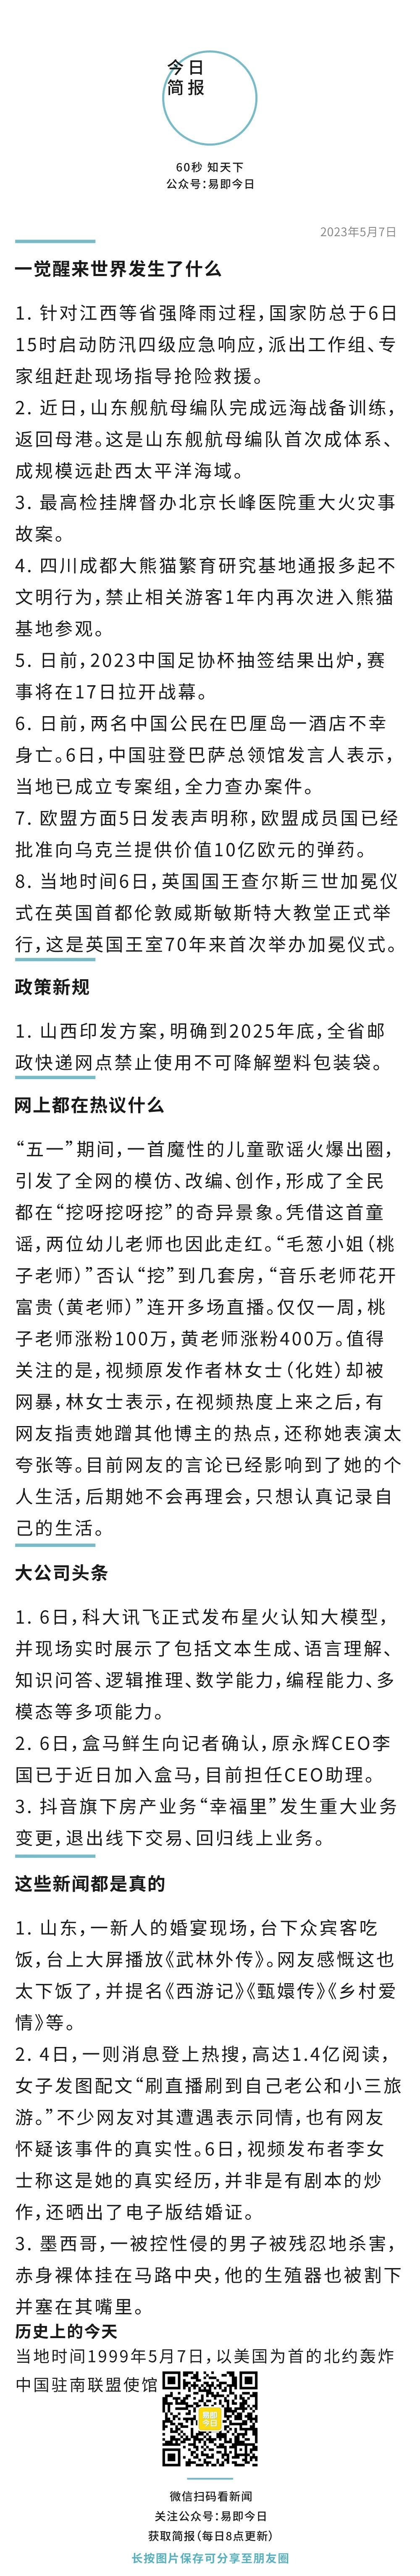 今日
简报
60秒 知天下
公众号：易即今日
2023年5月7日
一觉醒来世界发生了什么
1. 针对江西等省强降雨过程，国家防总于6日
15时启动防汛四级应急响应，派出工作组、专
家组赶赴现场指导抢险救援。
2. 近日，山东舰航母编队完成远海战备训练，
返回母港。这是山东舰航母编队首次成体系、
成规模远赴西太平洋海域。
3. 最高检挂牌督办北京长峰医院重大火灾事
故案。
4. 四川成都大熊猫繁育研究基地通报多起不
文明行为，禁止相关游客1年内再次进入熊猫
基地参观。
5. 日前，2023中国足协杯抽签结果出炉，赛
事将在17日拉开战幕。
6. 日前，两名中国公民在巴厘岛一酒店不幸
身亡。6日，中国驻登巴萨总领馆发言人表示，
当地已成立专案组，全力查办案件。
7. 欧盟方面5日发表声明称，欧盟成员国已经
批准向乌克兰提供价值10亿欧元的弹药。
8. 当地时间6日，英国国王查尔斯三世加冕仪
式在英国首都伦敦威斯敏斯特大教堂正式举
行，这是英国王室70年来首次举办加冕仪式。
政策新规
1. 山西印发方案，明确到2025年底，全省邮
政快递网点禁止使用不可降解塑料包装袋。
网上都在热议什么
“五一”期间，一首魔性的儿童歌谣火爆出圈，
引发了全网的模仿、改编、创作，形成了全民
都在“挖呀挖呀挖”的奇异景象。凭借这首童
谣，两位幼儿老师也因此走红。“毛葱小姐（桃
子老师）”否认“挖”到几套房，“音乐老师花开
富贵（黄老师）”连开多场直播。仅仅一周，桃
子老师涨粉100万，黄老师涨粉400万。值得
关注的是，视频原发作者林女士（化姓）却被
网暴，林女士表示，在视频热度上来之后，有
网友指责她蹭其他博主的热点，还称她表演太
夸张等。目前网友的言论已经影响到了她的个
人生活，后期她不会再理会，只想认真记录自
己的生活。
大公司头条
1. 6日，科大讯飞正式发布星火认知大模型，
并现场实时展示了包括文本生成、语言理解、
知识问答、逻辑推理、数学能力，编程能力、多
模态等多项能力。
2. 6日，盒马鲜生向记者确认，原永辉CEO李
国已于近日加入盒马，目前担任CEO助理。
3. 抖音旗下房产业务“幸福里”发生重大业务
变更，退出线下交易、回归线上业务。
这些新闻都是真的
1. 山东，一新人的婚宴现场，台下众宾客吃
饭，台上大屏播放《武林外传》。网友感慨这也
太下饭了，并提名《西游记》《甄嬛传》《乡村爱
情》等。
2. 4日，一则消息登上热搜，高达1.4亿阅读，
女子发图配文“刷直播刷到自己老公和小三旅
游。”不少网友对其遭遇表示同情，也有网友
怀疑该事件的真实性。6日，视频发布者李女
士称这是她的真实经历，并非是有剧本的炒
作，还晒出了电子版结婚证。
3. 墨西哥，一被控性侵的男子被残忍地杀害，
赤身裸体挂在马路中央，他的生殖器也被割下
并塞在其嘴里。
历史上的今天
当地时间1999年5月7日，以美国为首的北约轰炸
中国驻南联盟使馆
易即
今日
微信扫码看新闻
关注公众号：易即今日
获取简报（每日8点更新）
长按图片保存可分享至朋友圈